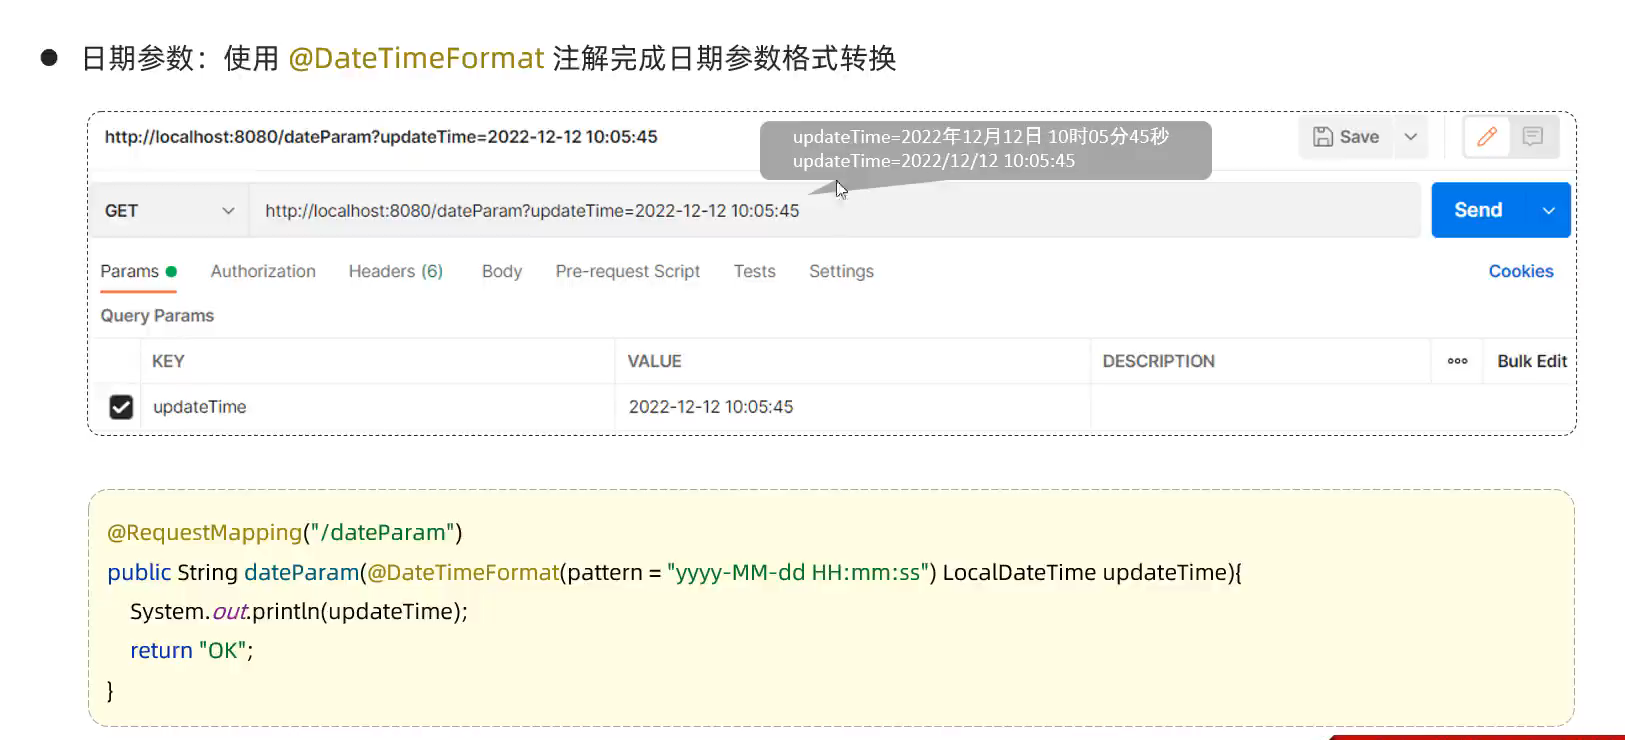 ● 日期参数：使用 @DateTimeFormat 注解完成日期参数格式转换
http://localhost:8080/dateParam?updateTime=2022-12-12 10:05:45
updateTime=2022年12月12日 10时05分45秒
updateTime=2022/12/12 10:05:45
Save
GET http://localhost:8080/dateParam?updateTime=2022-12-12 10:05:45 Send
Params Authorization Headers (6) Body Pre-request Script Tests Settings Cookies
Query Params
KEY VALUE DESCRIPTION ooo Bulk Edit
updateTime 2022-12-12 10:05:45
@RequestMapping("/dateParam")
public String dateParam(@DateTimeFormat(pattern = "yyyy-MM-dd HH:mm:ss") LocalDateTime updateTime){
System.out.println(updateTime);
return "OK";
}